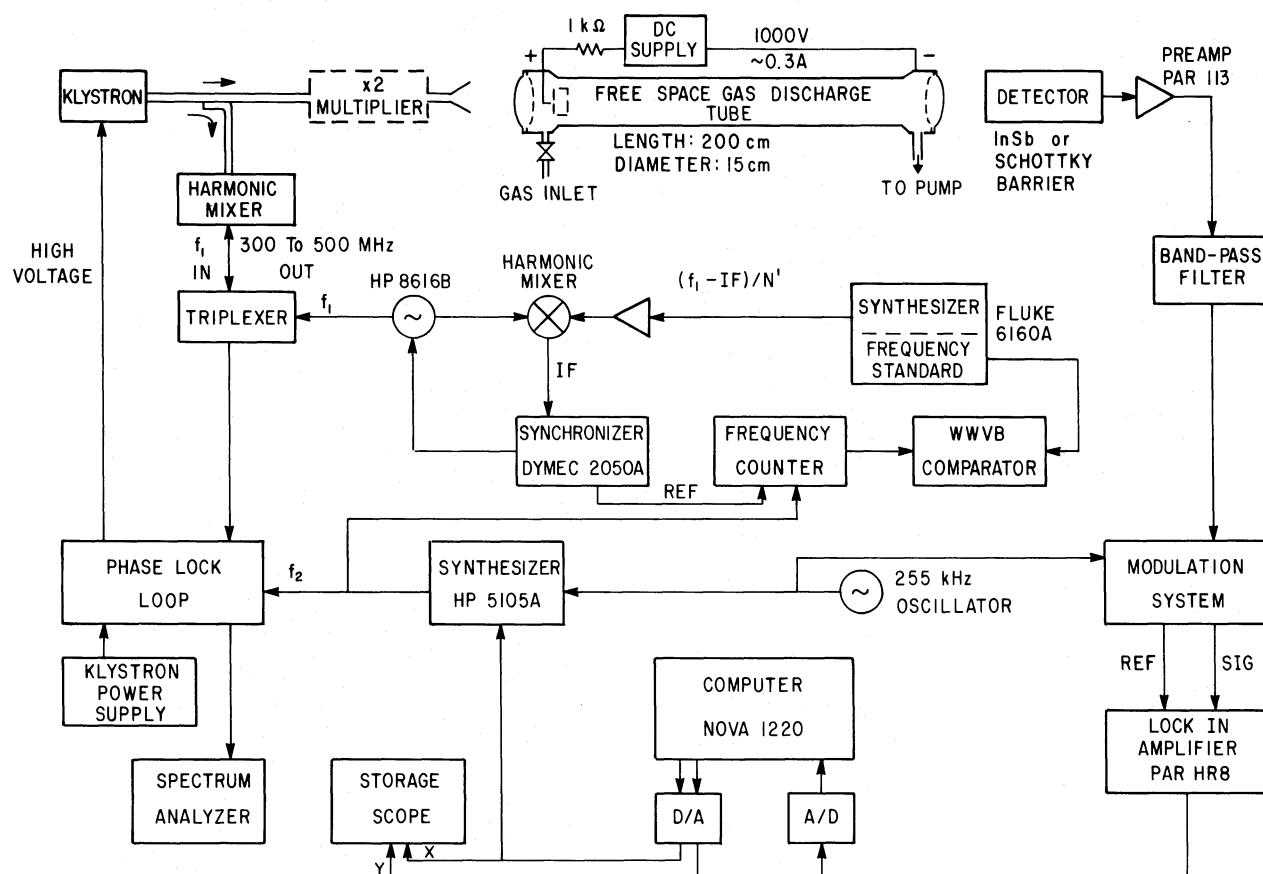 1 kΩ
DC
SUPPLY
1000V
~0.3A
+
−
PREAMP
PAR 113
KLYSTRON
x2
MULTIPLIER
FREE SPACE GAS DISCHARGE
TUBE
LENGTH: 200 cm
DIAMETER: 15 cm
GAS INLET
TO PUMP
DETECTOR
InSb or
SCHOTTKY
BARRIER
HARMONIC
MIXER
HIGH
VOLTAGE
f₁
IN
300 To 500 MHz
OUT
TRIPLEXER
f₁
HP 8616B
~
HARMONIC
MIXER
(f₁ -IF)/N'
SYNTHESIZER
FREQUENCY
STANDARD
FLUKE
6160A
BAND-PASS
FILTER
IF
SYNCHRONIZER
DYMEC 2050A
REF
FREQUENCY
COUNTER
WWVB
COMPARATOR
PHASE LOCK
LOOP
f₂
SYNTHESIZER
HP 5105A
~
255 kHz
OSCILLATOR
MODULATION
SYSTEM
REF
SIG
KLYSTRON
POWER
SUPPLY
COMPUTER
NOVA 1220
LOCK IN
AMPLIFIER
PAR HR8
SPECTRUM
ANALYZER
STORAGE
SCOPE
D/A
A/D
X
Y